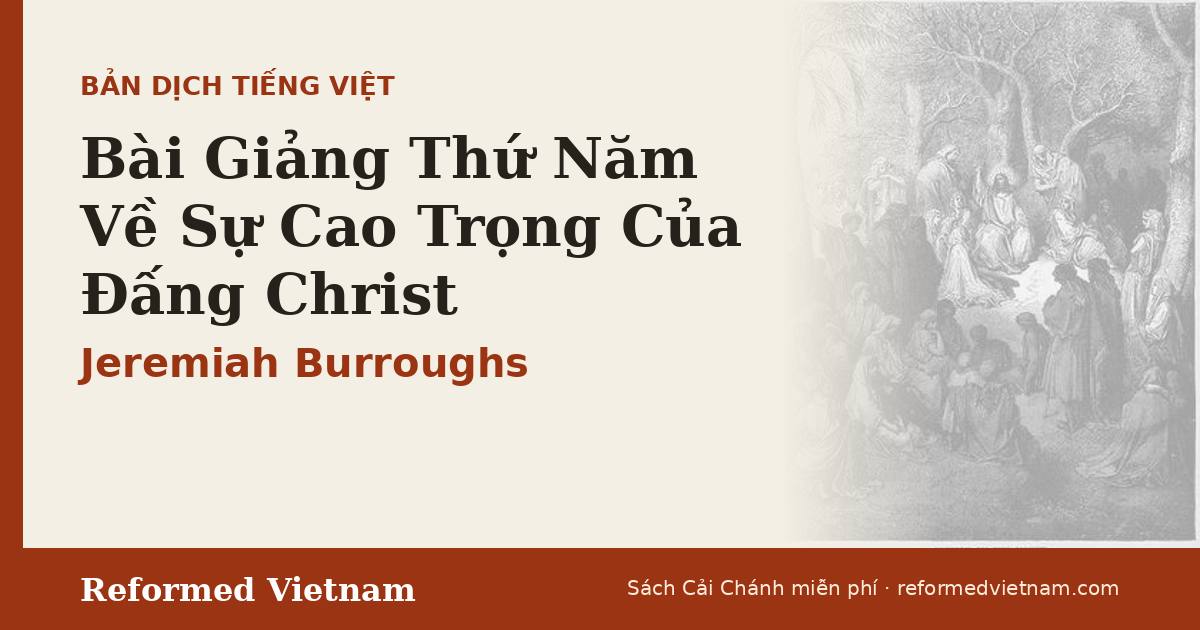 BẢN DỊCH TIẾNG VIỆT
Bài Giảng Thứ Năm
Về Sự Cao Trọng Của
Đấng Christ
Jeremiah Burroughs
Reformed Vietnam
Sách Cải Chánh miễn phí · reformedvietnam.com